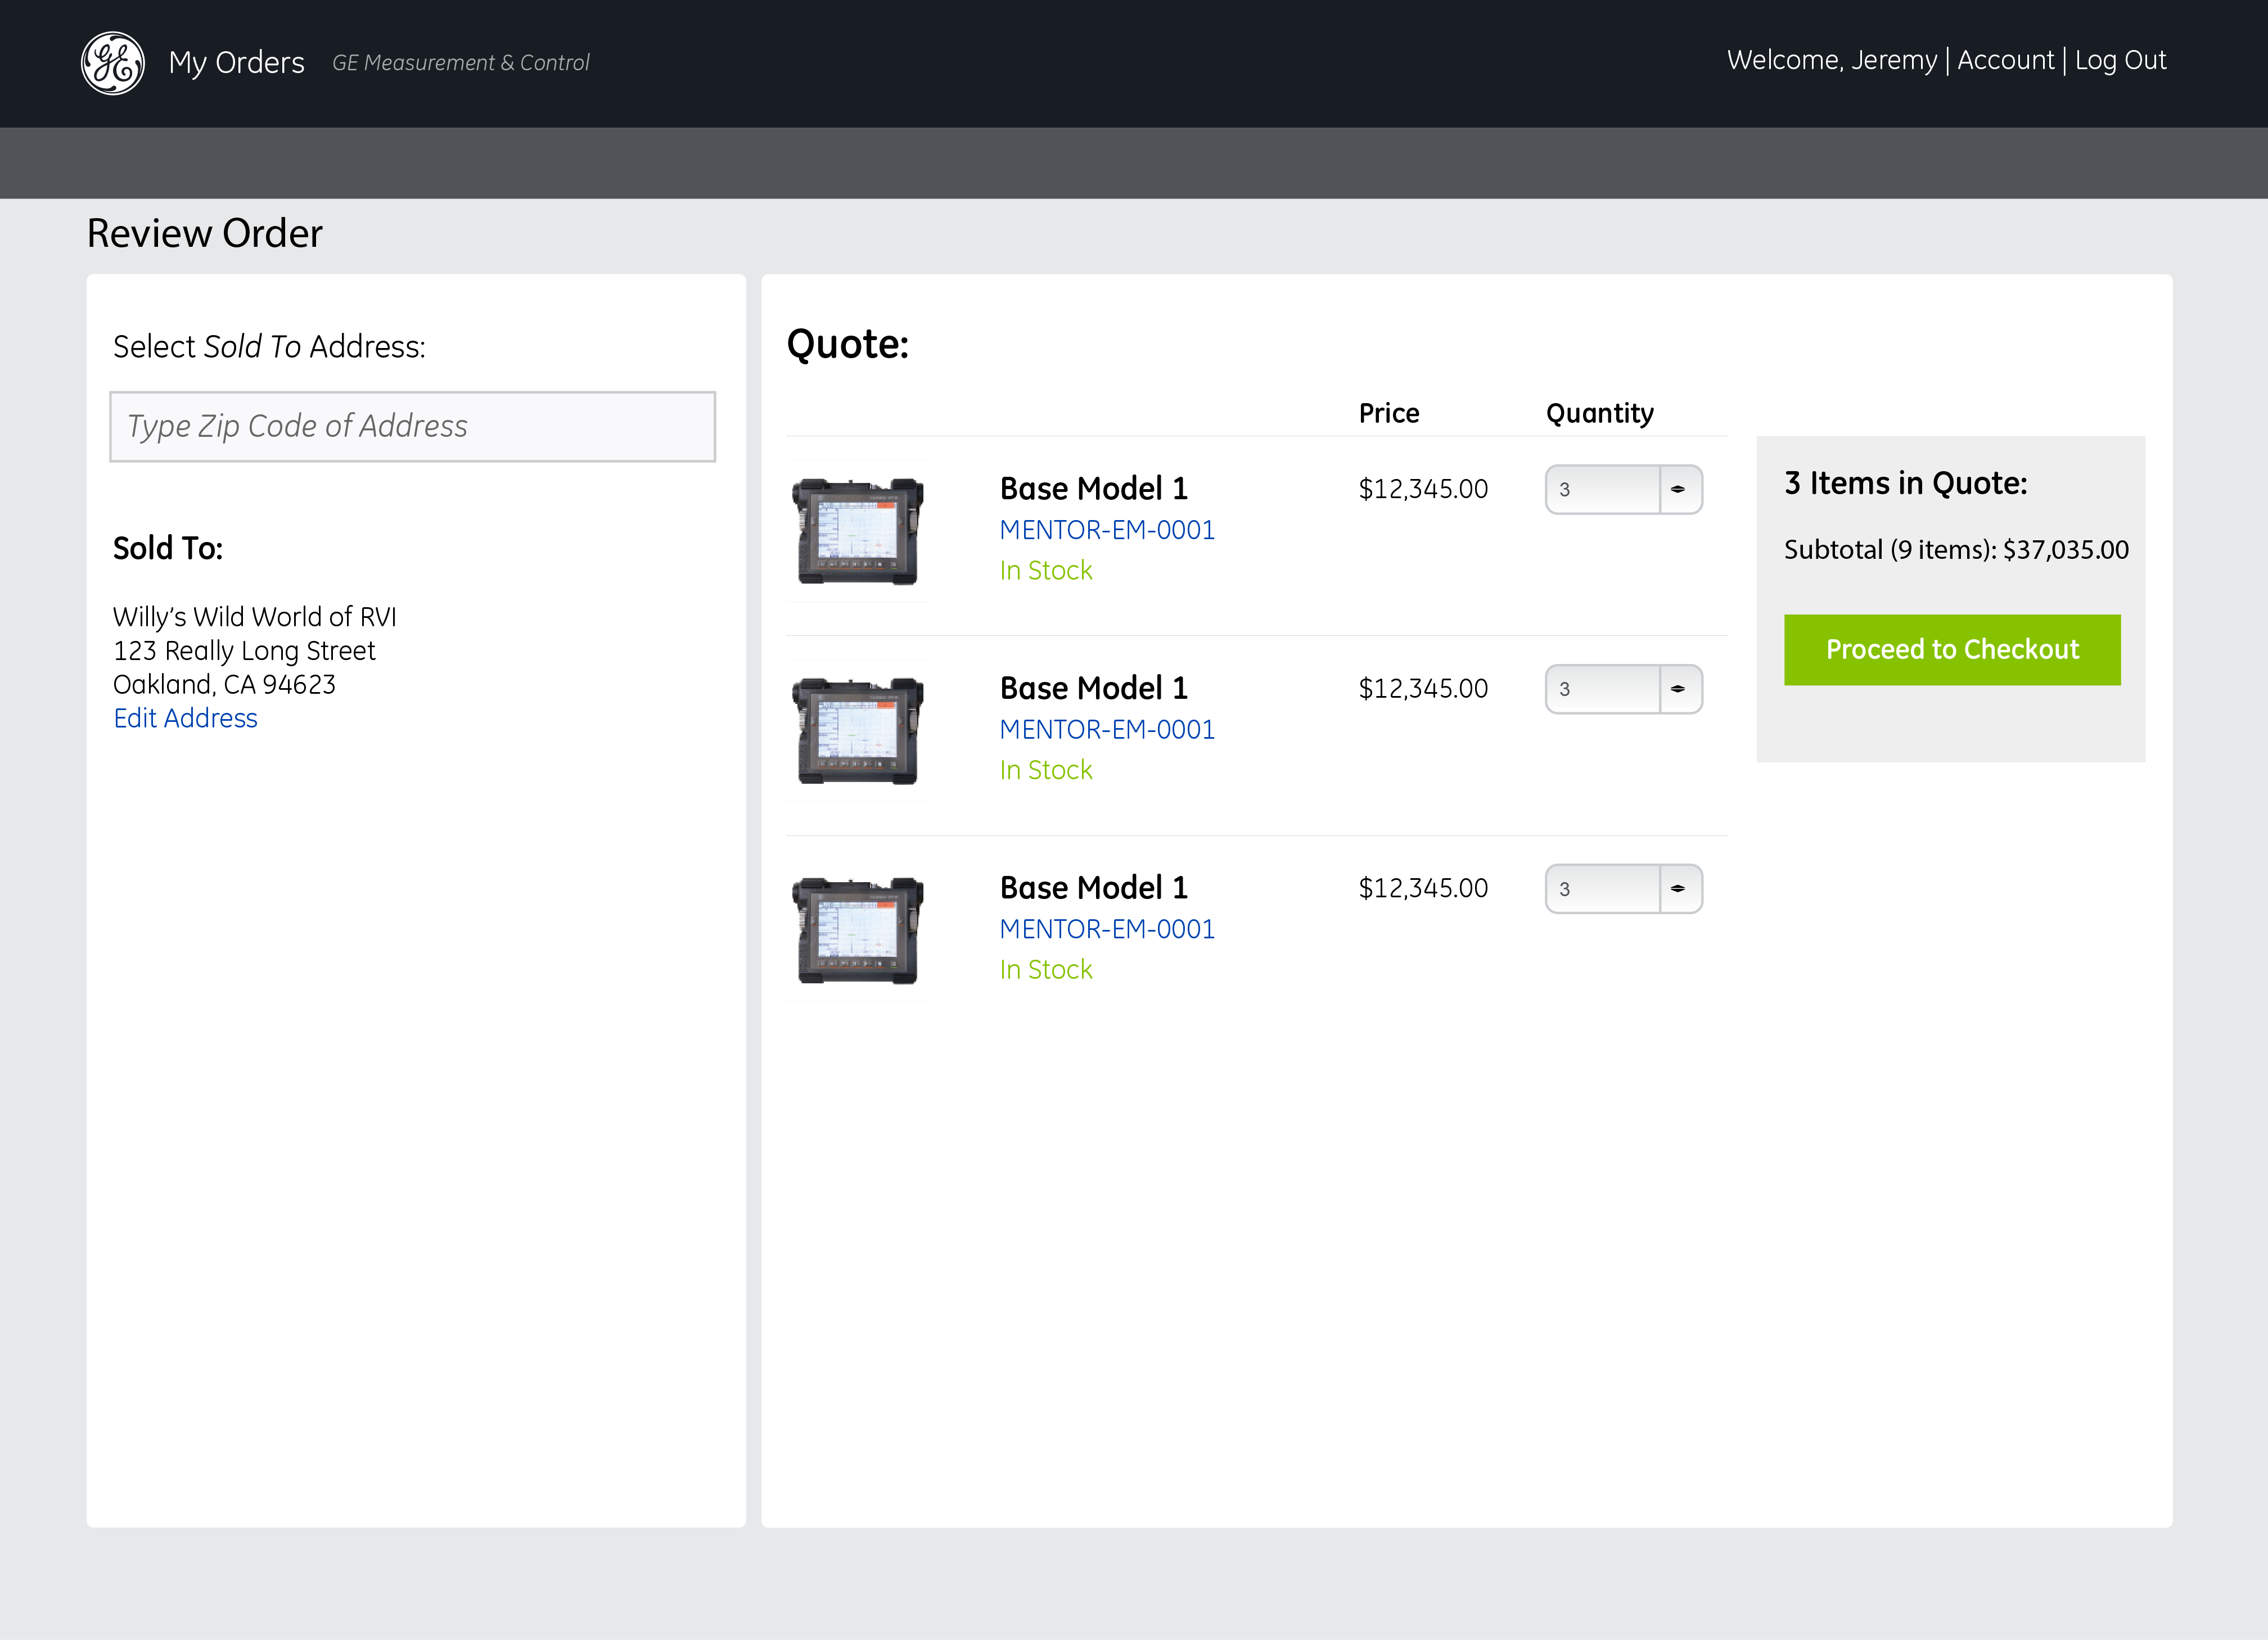 GE My Orders GE Measurement & Control Welcome, Jeremy | Account | Log Out
Review Order
Select Sold To Address:
Type Zip Code of Address
Sold To:
Willy’s Wild World of RVI
123 Really Long Street
Oakland, CA 94623
Edit Address
Quote:
Price Quantity
Base Model 1 $12,345.00 3
MENTOR-EM-0001
In Stock
Base Model 1 $12,345.00 3
MENTOR-EM-0001
In Stock
Base Model 1 $12,345.00 3
MENTOR-EM-0001
In Stock
3 Items in Quote:
Subtotal (9 items): $37,035.00
Proceed to Checkout